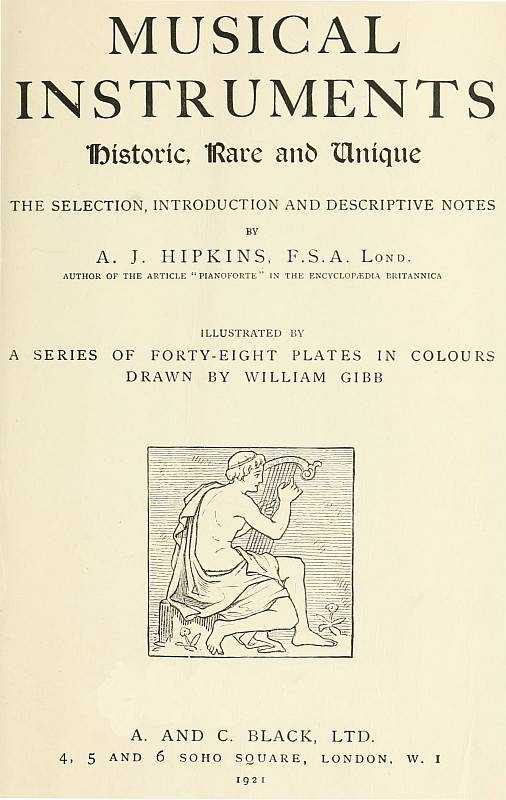 MUSICAL
INSTRUMENTS
Historic, Rare and Unique
THE SELECTION, INTRODUCTION AND DESCRIPTIVE NOTES
BY
A. J. HIPKINS, F.S.A. LOND.
AUTHOR OF THE ARTICLE "PIANOFORTE" IN THE ENCYCLOPÆDIA BRITANNICA
ILLUSTRATED BY
A SERIES OF FORTY-EIGHT PLATES IN COLOURS
DRAWN BY WILLIAM GIBB
A. AND C. BLACK, LTD.
4, 5 AND 6 SOHO SQUARE, LONDON, W. 1
1921